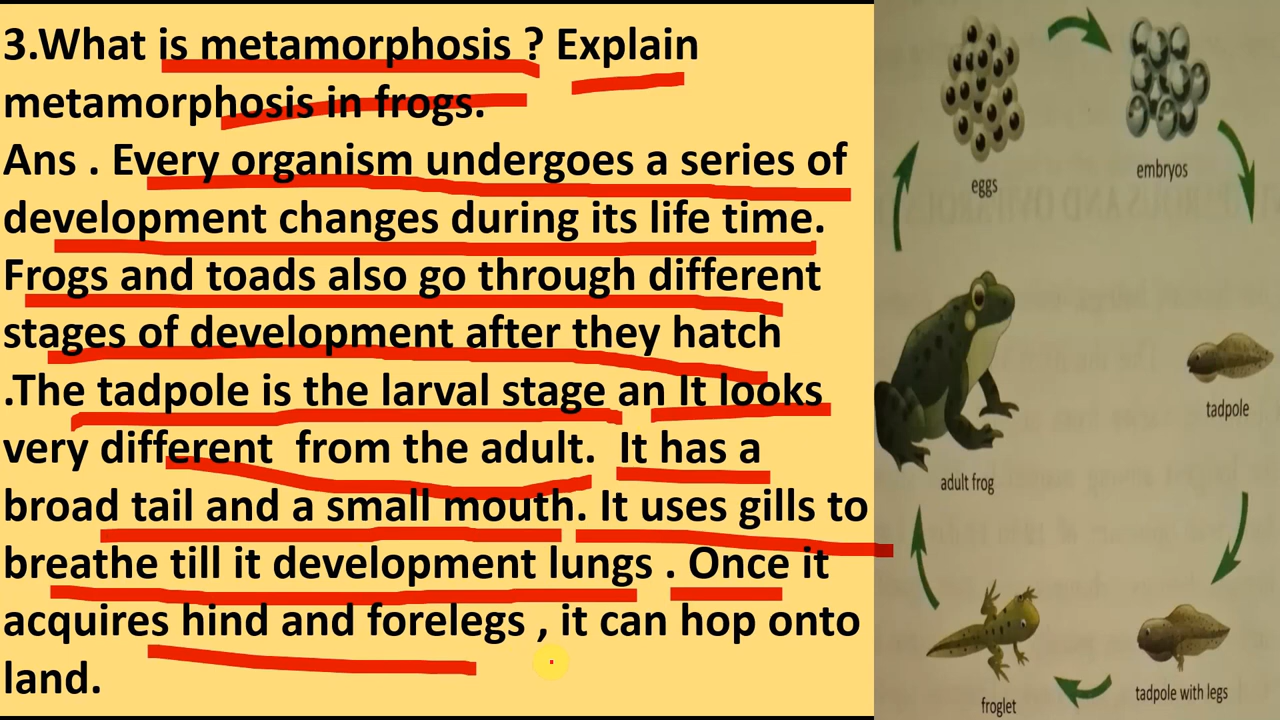 3.What is metamorphosis ? Explain
metamorphosis in frogs.
Ans . Every organism undergoes a series of
development changes during its life time.
Frogs and toads also go through different
stages of development after they hatch
.The tadpole is the larval stage an It looks
very different  from the adult.  It has a
broad tail and a small mouth. It uses gills to
breathe till it development lungs . Once it
acquires hind and forelegs , it can hop onto
land.
eggs
embryos
tadpole
adult frog
froglet
tadpole with legs